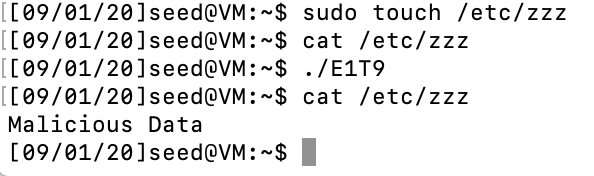 [[09/01/20]seed@VM:~$ sudo touch /etc/zzz
[[09/01/20]seed@VM:~$ cat /etc/zzz
[[09/01/20]seed@VM:~$ ./E1T9
[[09/01/20]seed@VM:~$ cat /etc/zzz
Malicious Data
[09/01/20]seed@VM:~$